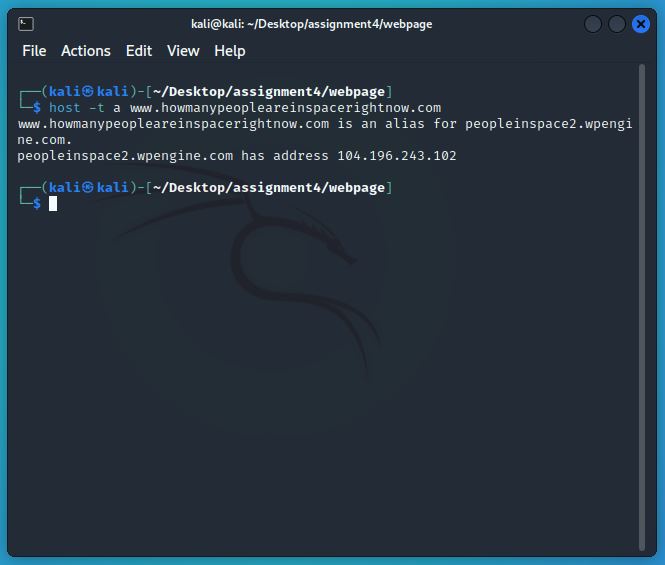 kali@kali: ~/Desktop/assignment4/webpage
File Actions Edit View Help
┌──(kali㉿kali)-[~/Desktop/assignment4/webpage]
└─$ host -t a www.howmanypeopleareinspacerightnow.com
www.howmanypeopleareinspacerightnow.com is an alias for peopleinspace2.wpengi
ne.com.
peopleinspace2.wpengine.com has address 104.196.243.102
┌──(kali㉿kali)-[~/Desktop/assignment4/webpage]
└─$